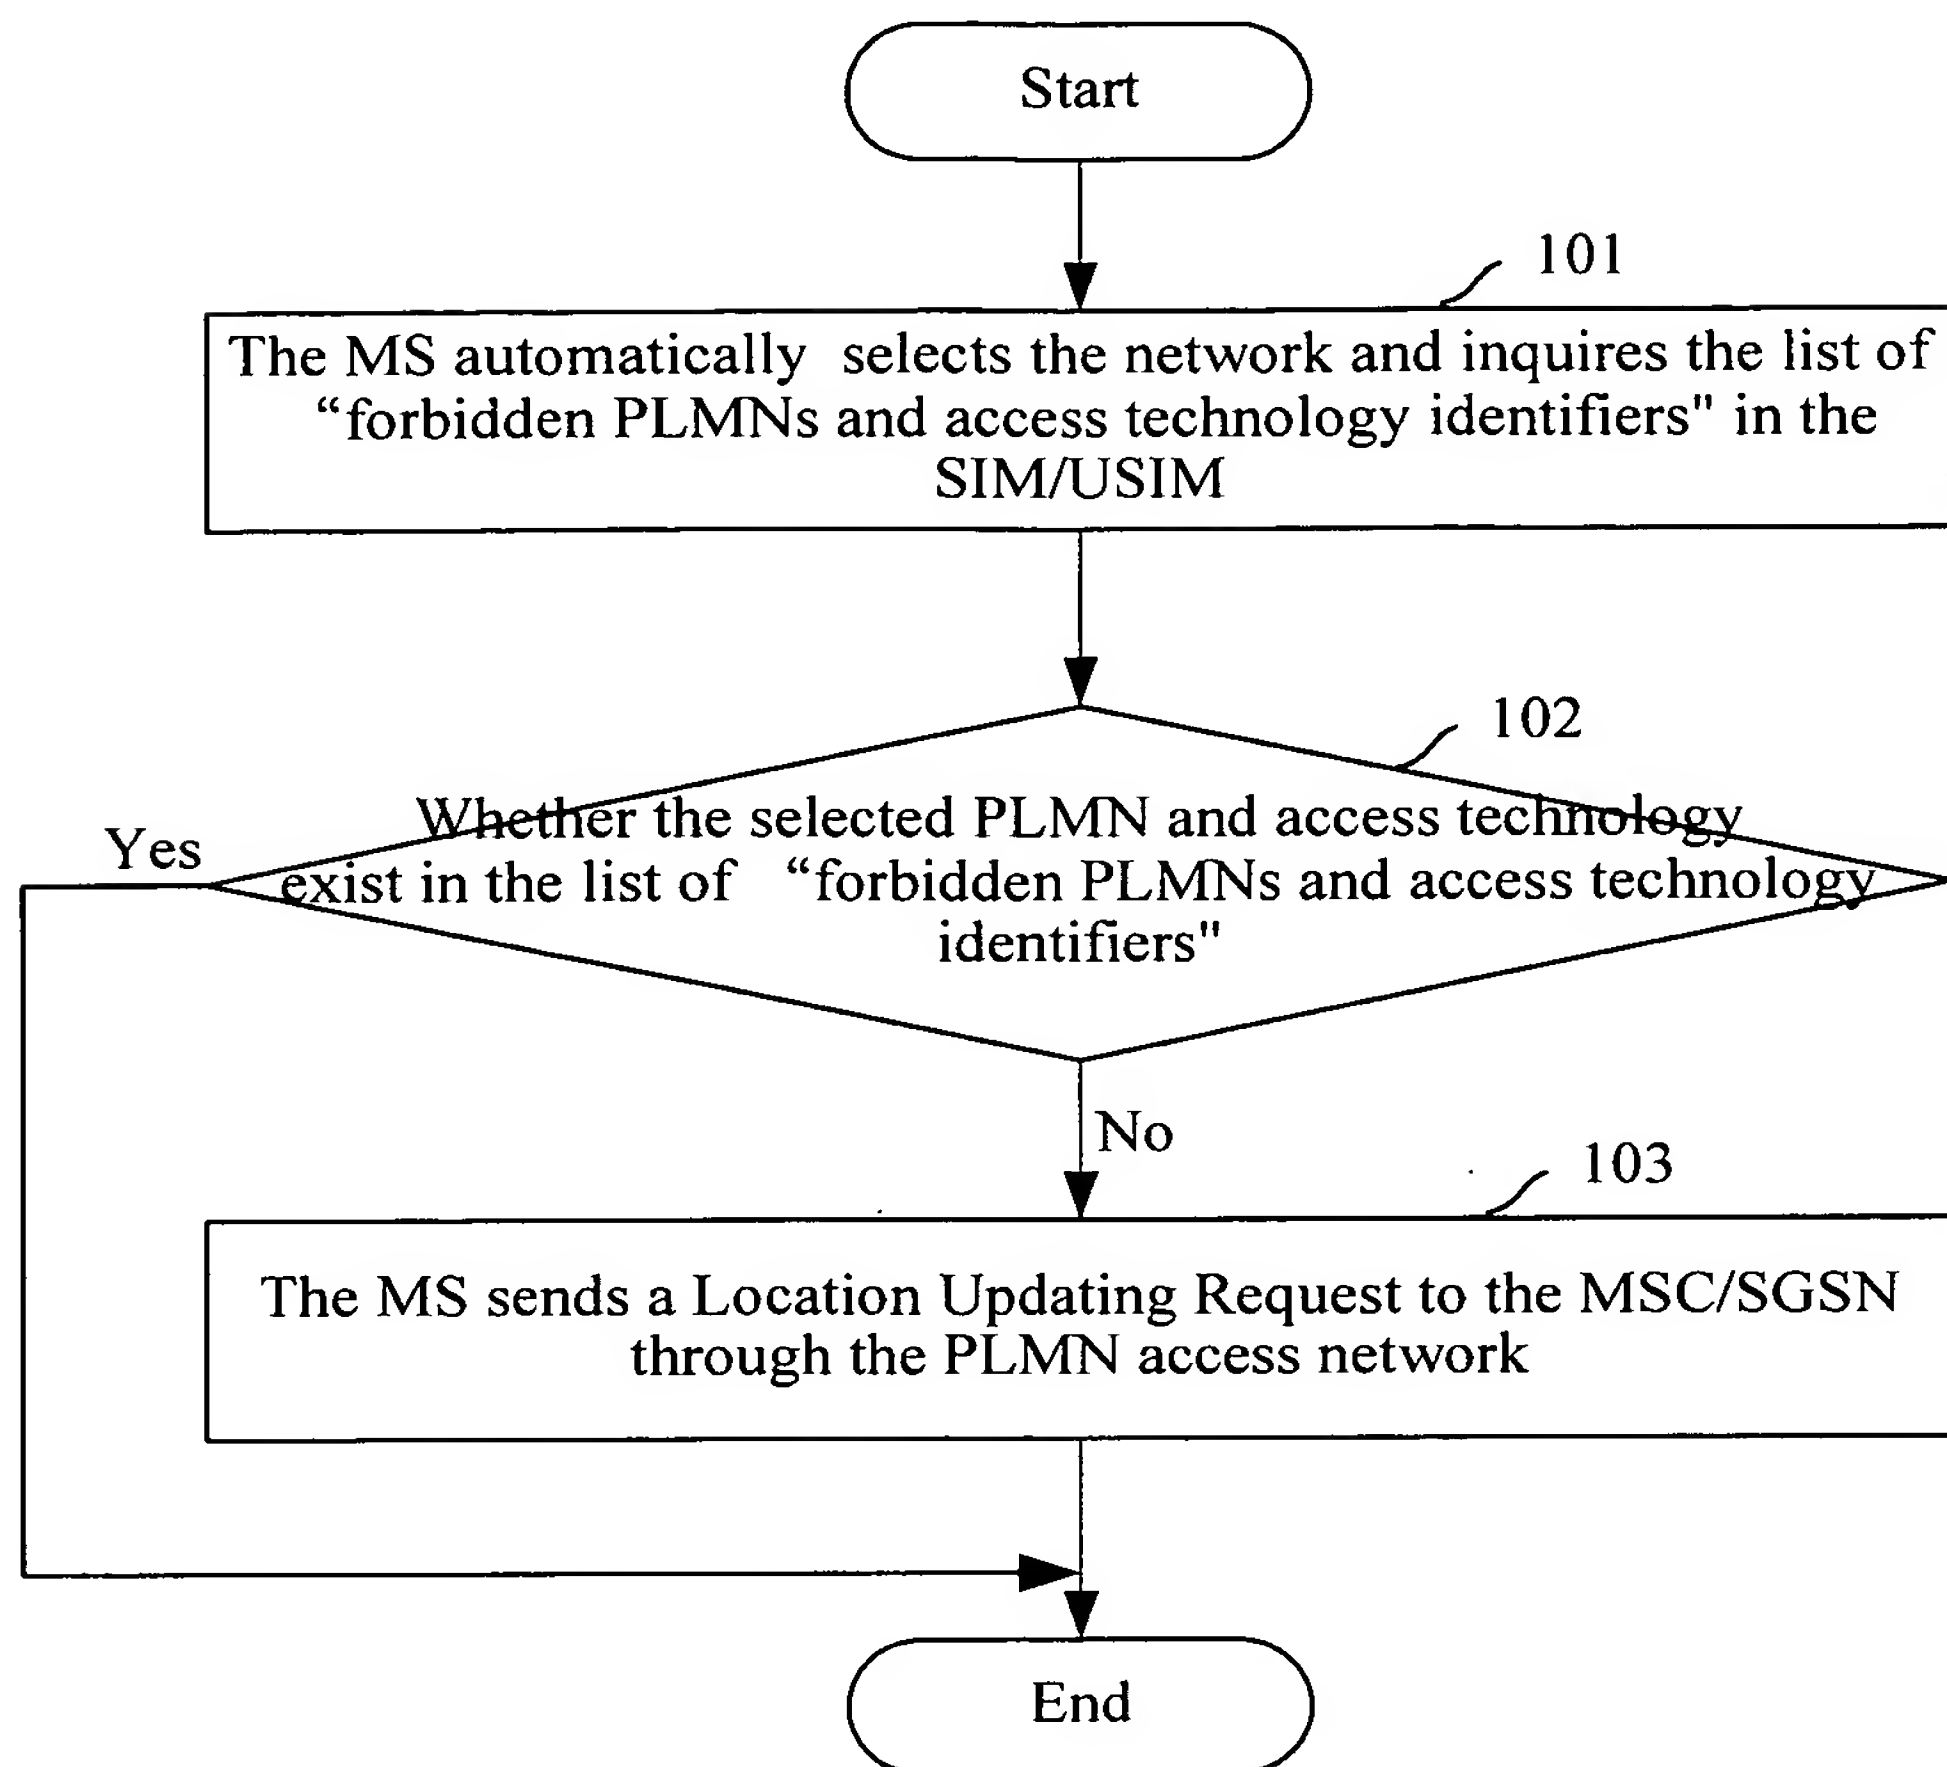 Start
101
The MS automatically selects the network and inquires the list of
“forbidden PLMNs and access technology identifiers" in the
SIM/USIM
102
Whether the selected PLMN and access technology
Yes
exist in the list of “forbidden PLMNs and access technology
identifiers"
No
103
The MS sends a Location Updating Request to the MSC/SGSN
through the PLMN access network
End